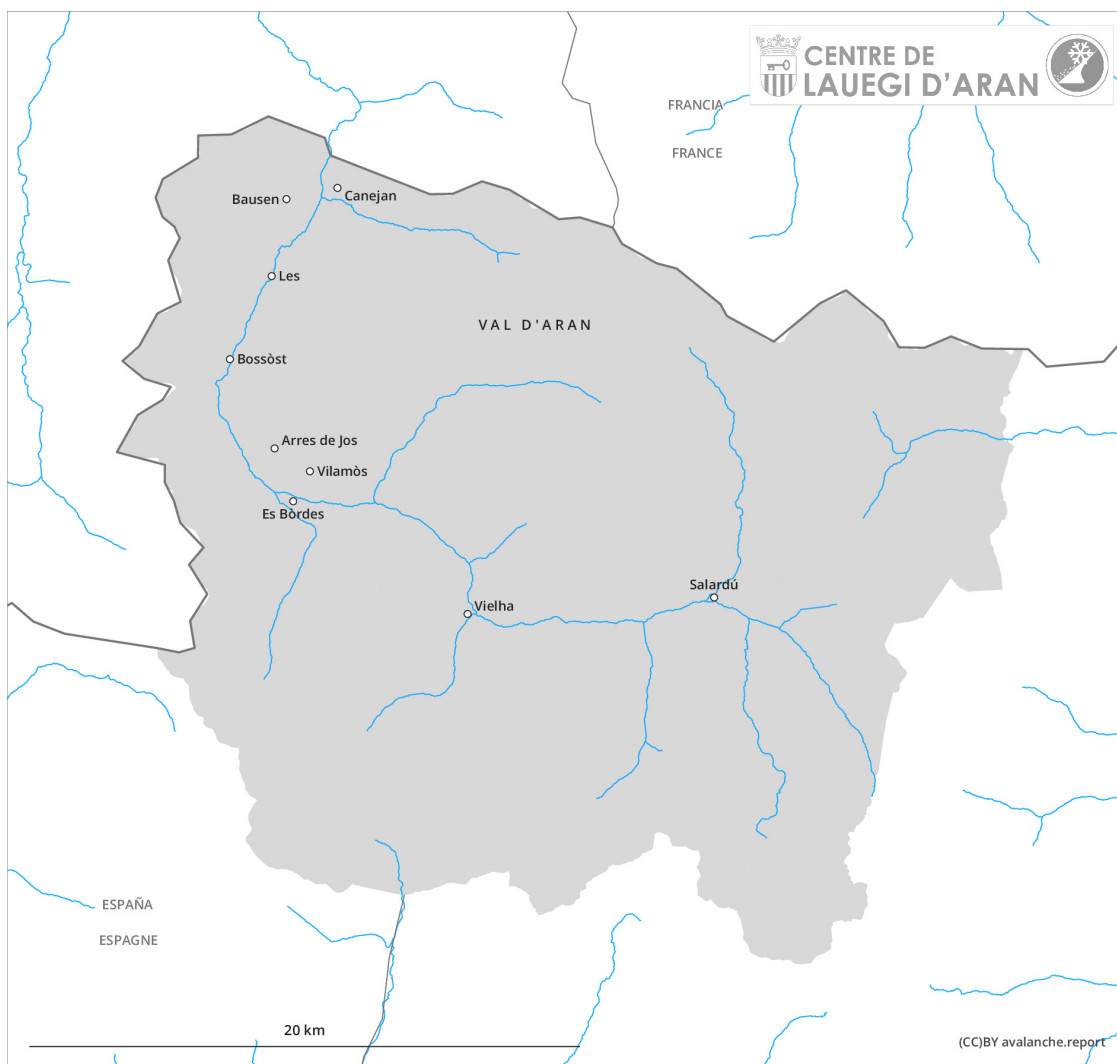 CENTRE DE
LAUEGI D'ARAN
FRANCIA
FRANCE
Bausen
Canejan
Les
VAL D'ARAN
Bossòst
Arres de Jos
Vilamòs
Es Bòrdes
Salardú
Vielha
ESPAÑA
ESPAGNE
20 km
(CC)BY avalanche.report